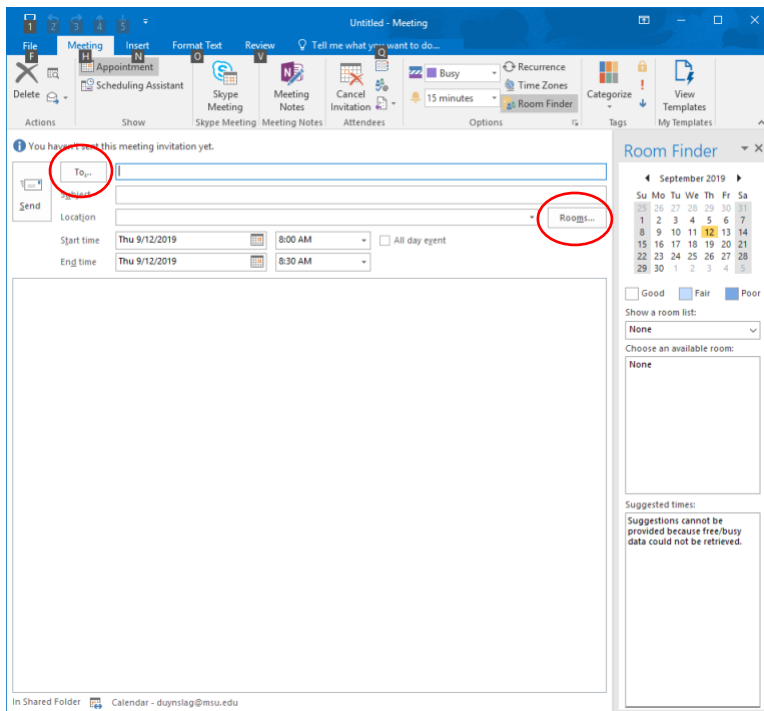 Untitled - Meeting
1 2 3 4 5
File Meeting Insert Format Text Review Tell me what you want to do...
F H N O V Q
Appointment
Scheduling Assistant
Delete
Skype Meeting
Meeting Notes
Cancel Invitation
Busy
15 minutes
Recurrence
Time Zones
Room Finder
Categorize
View Templates
Actions Show Skype Meeting Meeting Notes Attendees Options Tags My Templates
You haven't sent this meeting invitation yet.
Send
To...
Subject
Location Rooms...
Start time Thu 9/12/2019 8:00 AM All day event
End time Thu 9/12/2019 8:30 AM
Room Finder
September 2019
Su Mo Tu We Th Fr Sa
25 26 27 28 29 30 31
1 2 3 4 5 6 7
8 9 10 11 12 13 14
15 16 17 18 19 20 21
22 23 24 25 26 27 28
29 30 1 2 3 4 5
Good Fair Poor
Show a room list:
None
Choose an available room:
None
Suggested times:
Suggestions cannot be
provided because free/busy
data could not be retrieved.
In Shared Folder Calendar - duynslag@msu.edu